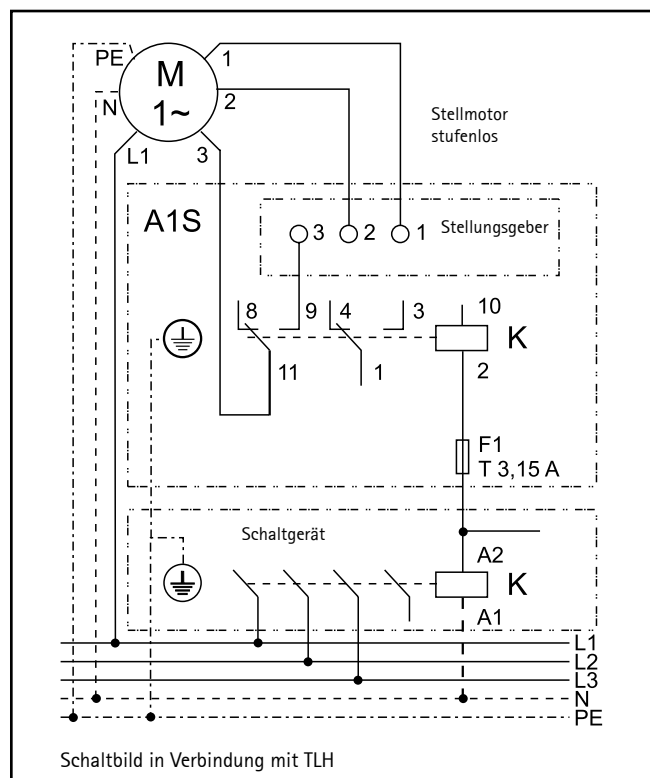 PE
1
M
1~
N
2
L1
3
Stellmotor
stufenlos
A1S
Stellungsgeber
3
2
1
8
9
4
3
10
K
11
1
2
F1
T 3,15 A
Schaltgerät
A2
K
A1
L1
L2
L3
N
PE
Schaltbild in Verbindung mit TLH